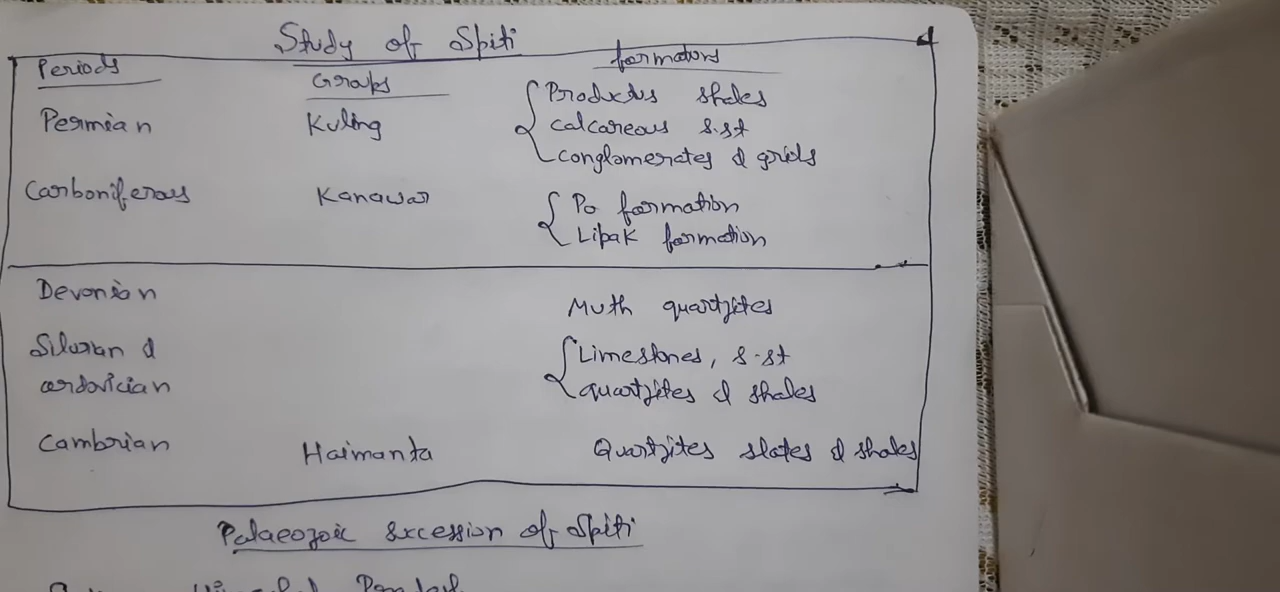 Study of Spiti
Periods Groups formations
Permian Kuling Productus shales
calcareous s.st
conglomerates & grids
Carboniferous Kanawar Po formation
Lipak formation
Devonian Muth quartzites
Silurian & Limestones, s.st
ordovician quartzites & shales
Cambrian Haimanta Quartzites slates & shales
Palaeozoic succession of Spiti